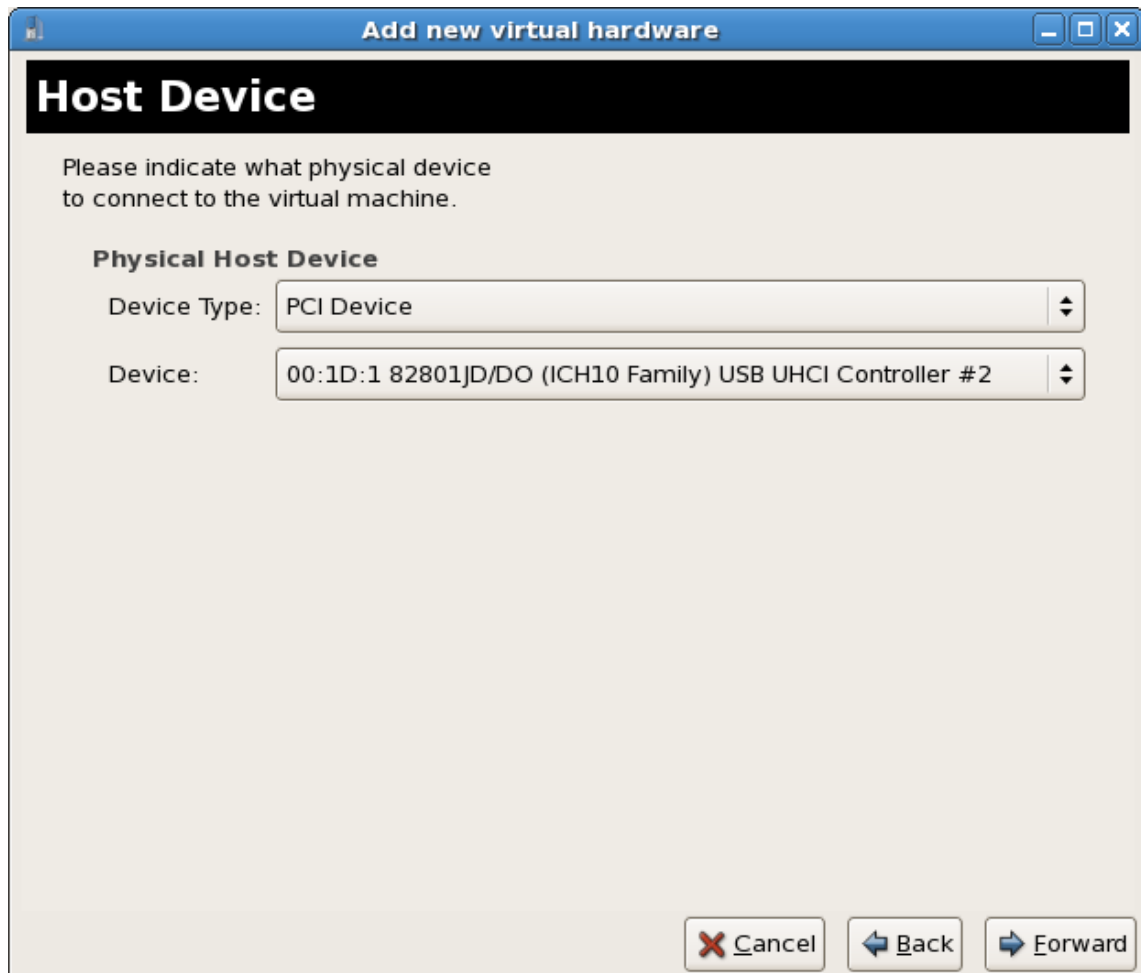 Add new virtual hardware
Host Device
Please indicate what physical device
to connect to the virtual machine.
Physical Host Device
Device Type: PCI Device
Device: 00:1D:1 82801JD/DO (ICH10 Family) USB UHCI Controller #2
Cancel Back Forward